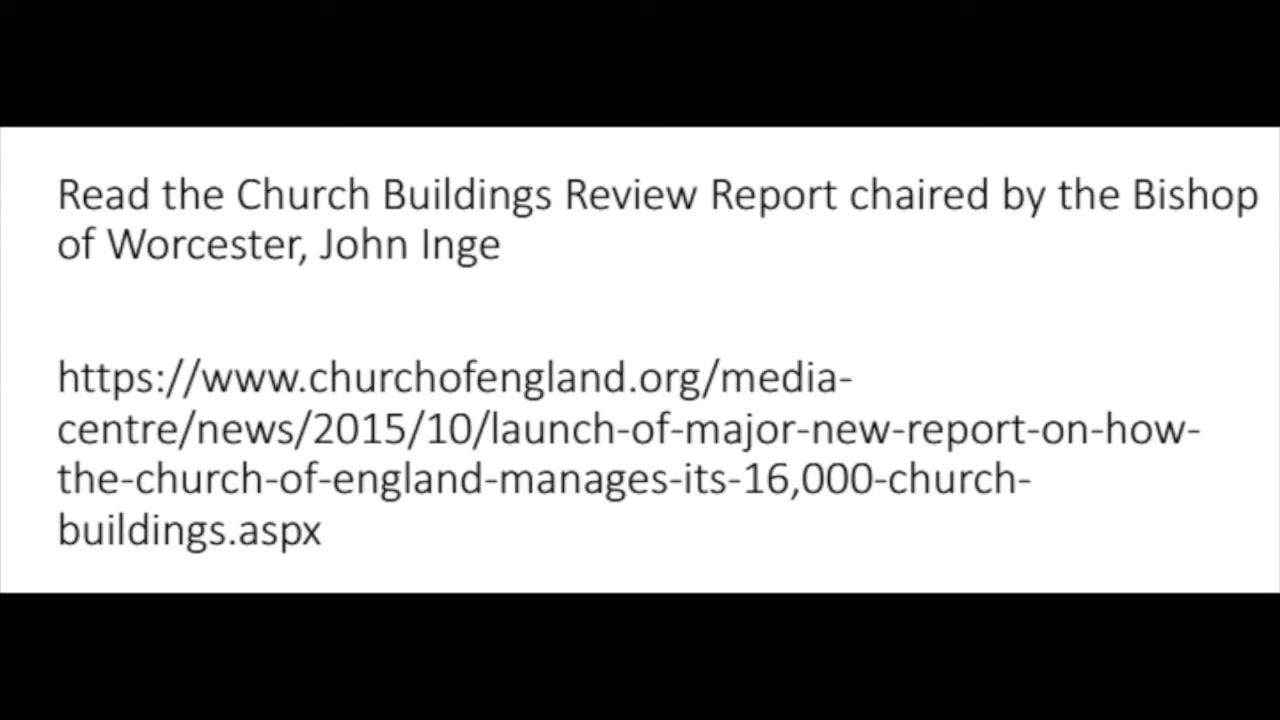 Read the Church Buildings Review Report chaired by the Bishop
of Worcester, John Inge
https://www.churchofengland.org/media-
centre/news/2015/10/launch-of-major-new-report-on-how-
the-church-of-england-manages-its-16,000-church-
buildings.aspx